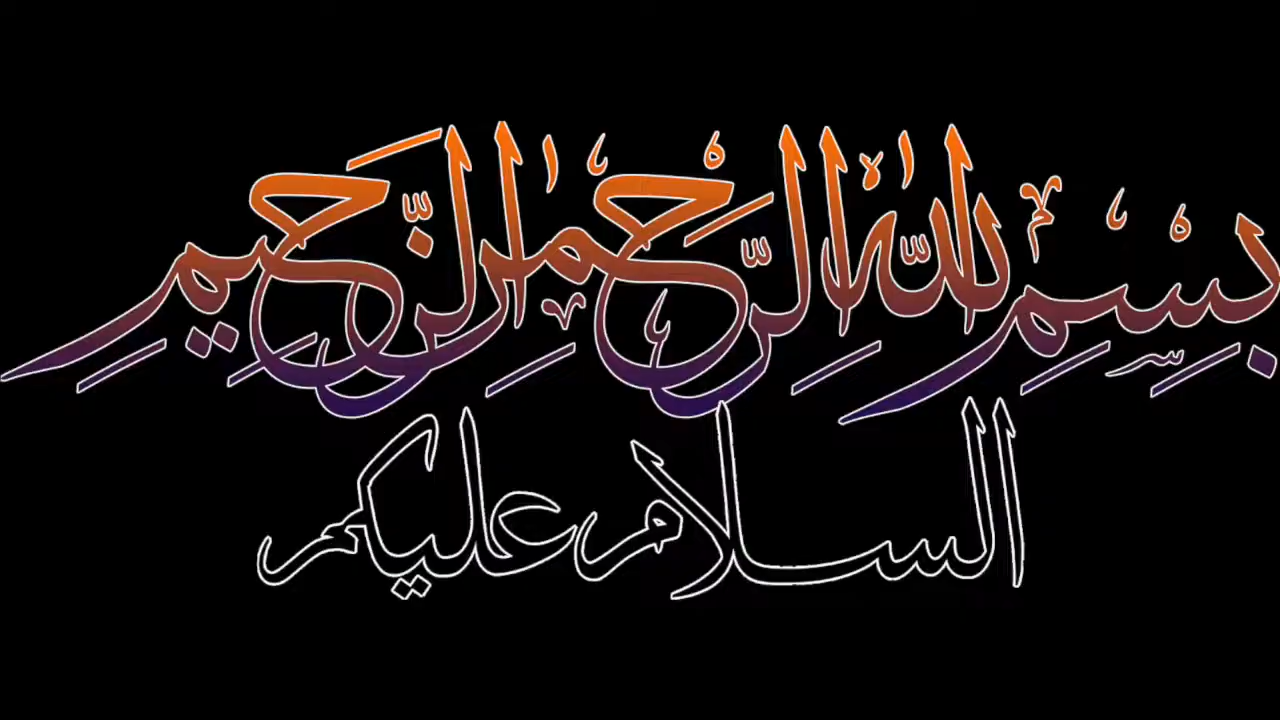 بِسْمِ اللَّهِ الرَّحْمَٰنِ الرَّحِيمِ
السلام عليكم